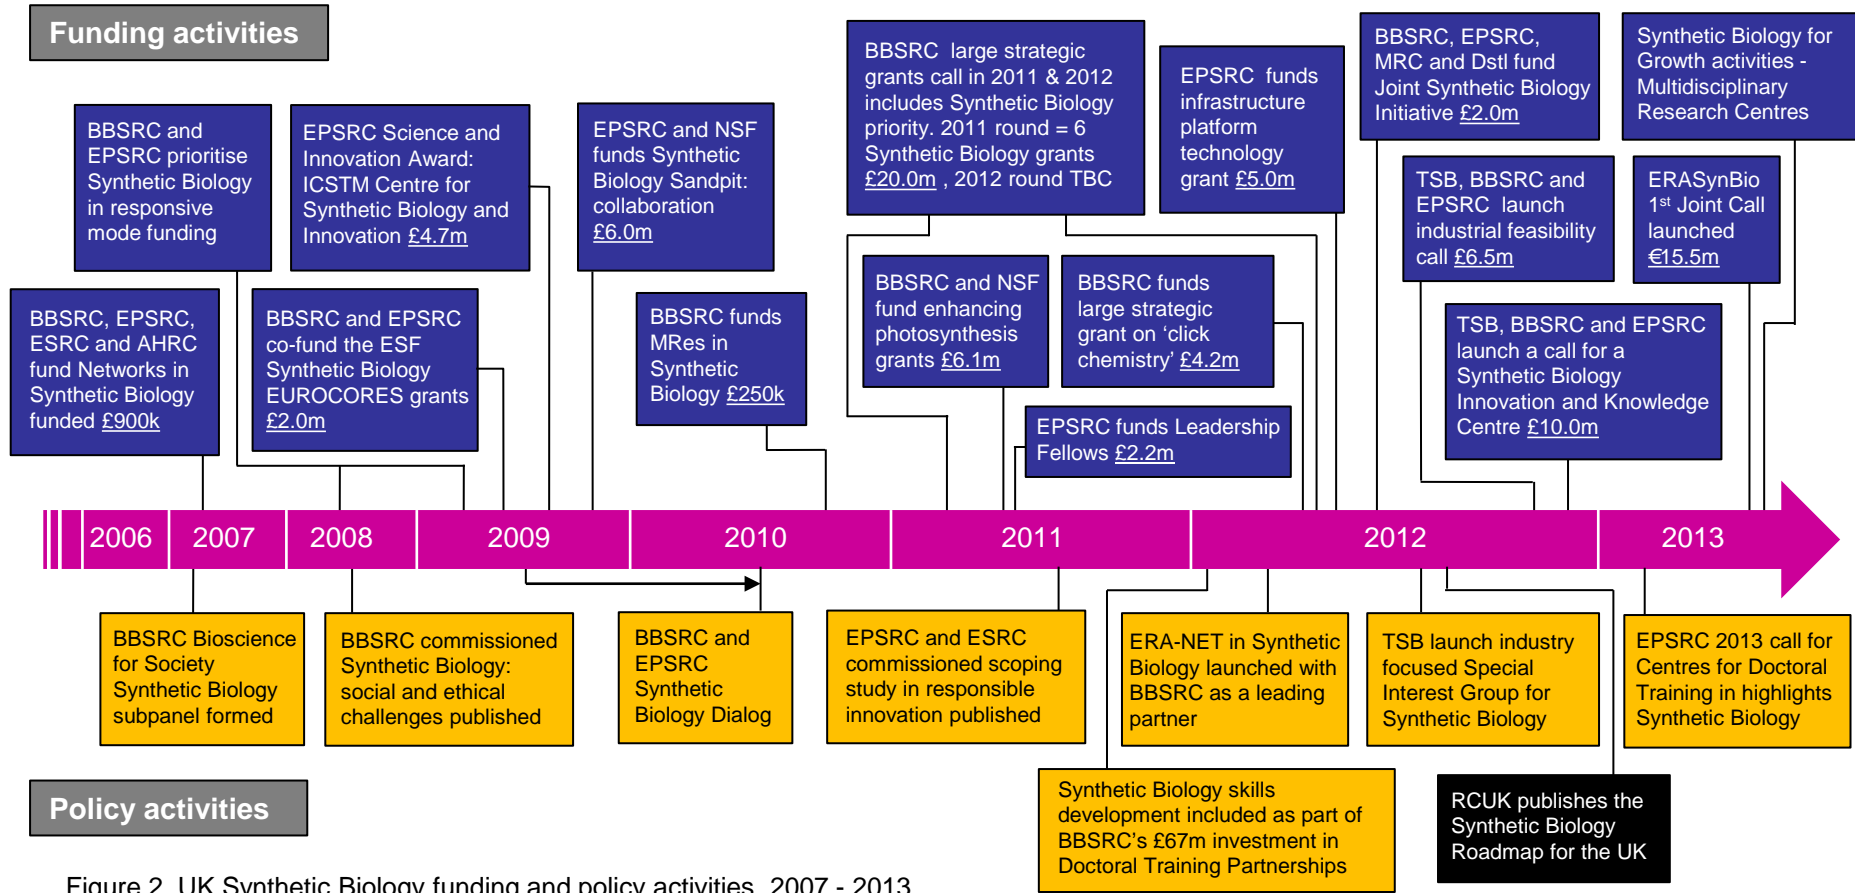 Funding activities
BBSRC and
EPSRC prioritise
Synthetic Biology
in responsive
mode funding
EPSRC Science and
Innovation Award:
ICSTM Centre for
Synthetic Biology and
Innovation £4.7m
EPSRC and NSF
funds Synthetic
Biology Sandpit:
collaboration
£6.0m
BBSRC large strategic
grants call in 2011 & 2012
includes Synthetic Biology
priority. 2011 round = 6
Synthetic Biology grants
£20.0m , 2012 round TBC
EPSRC funds
infrastructure
platform
technology
grant £5.0m
BBSRC, EPSRC,
MRC and Dstl fund
Joint Synthetic Biology
Initiative £2.0m
Synthetic Biology for
Growth activities -
Multidisciplinary
Research Centres
TSB, BBSRC and
EPSRC launch
industrial feasibility
call £6.5m
ERASynBio
1st Joint Call
launched
€15.5m
BBSRC, EPSRC,
ESRC and AHRC
fund Networks in
Synthetic Biology
funded £900k
BBSRC and EPSRC
co-fund the ESF
Synthetic Biology
EUROCORES grants
£2.0m
BBSRC funds
MRes in
Synthetic
Biology £250k
BBSRC and NSF
fund enhancing
photosynthesis
grants £6.1m
BBSRC funds
large strategic
grant on ‘click
chemistry’ £4.2m
EPSRC funds Leadership
Fellows £2.2m
TSB, BBSRC and EPSRC
launch a call for a
Synthetic Biology
Innovation and Knowledge
Centre £10.0m
2006 2007 2008 2009 2010 2011 2012 2013
BBSRC Bioscience
for Society
Synthetic Biology
subpanel formed
BBSRC commissioned
Synthetic Biology:
social and ethical
challenges published
BBSRC and
EPSRC
Synthetic
Biology Dialog
EPSRC and ESRC
commissioned scoping
study in responsible
innovation published
ERA-NET in Synthetic
Biology launched with
BBSRC as a leading
partner
TSB launch industry
focused Special
Interest Group for
Synthetic Biology
EPSRC 2013 call for
Centres for Doctoral
Training in highlights
Synthetic Biology
Policy activities
Synthetic Biology skills
development included as part of
BBSRC’s £67m investment in
Doctoral Training Partnerships
RCUK publishes the
Synthetic Biology
Roadmap for the UK
Figure 2. UK Synthetic Biology funding and policy activities, 2007 - 2013